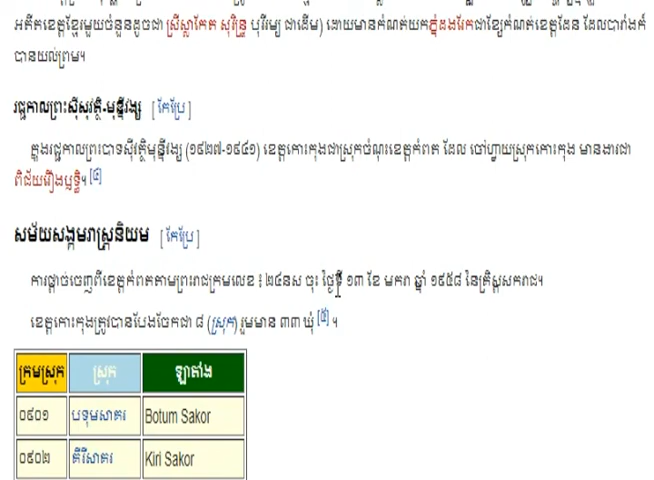 អតីតខេត្តខ្មែរមួយចំនួនដូចជា ស្រីស្លាកែត សុរិន្ទ្រ បុរីរម្យ ជាដើម) ដោយមានកំណត់យកភ្នំដងរែកជាខ្សែកំណត់ខេត្តដែន ដែលបារាំងក៏
បានយល់ព្រម។
រជ្ជកាលព្រះស៊ីសុវត្ថិ-មុន្នីវង្ស [កែប្រែ]
ក្នុងរជ្ជកាលព្រះបាទស៊ីវត្ថិមុន្នីវង្ស (១៩២៧-១៩៤១) ខេត្តកោះកុងជាស្រុកចំណុះខេត្តកំពត ដែល ចៅហ្វាយស្រុកកោះកុង មានងារជា
ពិជ័យរឿងឫទ្ធិ។ [៤]
សម័យសង្គមរាស្ត្រនិយម [កែប្រែ]
ការផ្តាច់ចេញពីខេត្តកំពតតាមព្រះរាជក្រមលេខ ៖ ២៤នស ចុះ ថ្ងៃទី ១៣ ខែ មករា ឆ្នាំ ១៩៥៨ នៃគ្រិស្តសករាជ។
ខេត្តកោះកុងត្រូវបានបែងចែកជា ៨ (ស្រុក) រួមមាន ៣៣ ឃុំ [៥] ។
ក្រមស្រុក ស្រុក ឡាតាំង
០៩០១ បទុមសាគរ Botum Sakor
០៩០២ គិរីសាគរ Kiri Sakor